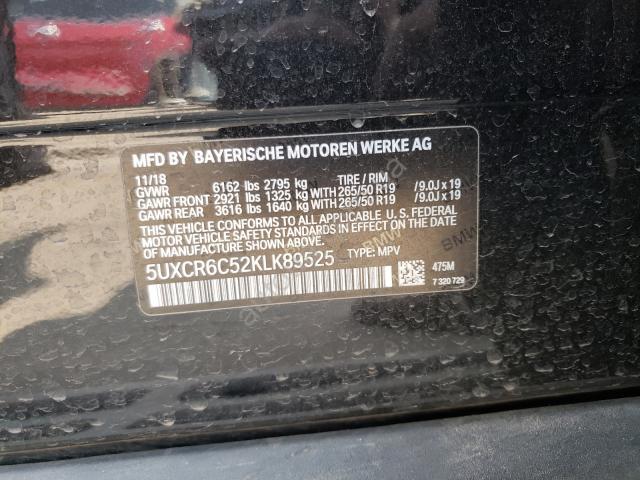 MFD BY BAYERISCHE MOTOREN WERKE AG
11/18
GVWR 6162 lbs 2795 kg TIRE / RIM
GAWR FRONT 2921 lbs 1325 kg WITH 265/50 R19 /9.0J x 19
GAWR REAR 3616 lbs 1640 kg WITH 265/50 R19 /9.0J x 19
THIS VEHICLE CONFORMS TO ALL APPLICABLE U. S. FEDERAL
MOTOR VEHICLE SAFETY STANDARDS IN EFFECT ON THE DATE
OF MANUFACTURE SHOWN ABOVE.
5UXCR6C52KLK89525 TYPE: MPV
475M
7 320 729